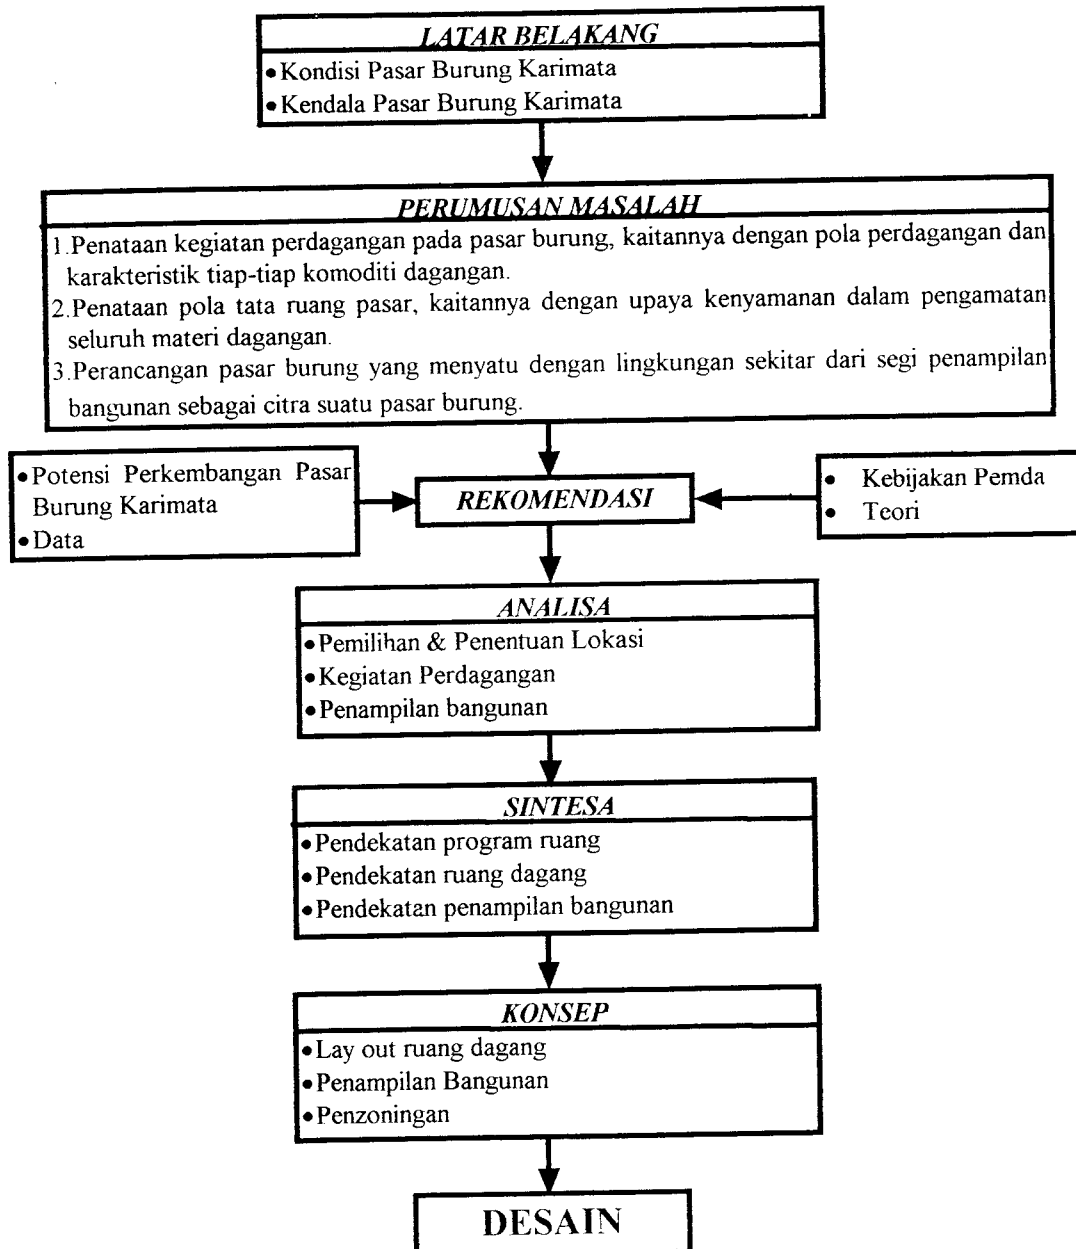 LATAR BELAKANG
•Kondisi Pasar Burung Karimata
•Kendala Pasar Burung Karimata
PERUMUSAN MASALAH
1.Penataan kegiatan perdagangan pada pasar burung, kaitannya dengan pola perdagangan dan
karakteristik tiap-tiap komoditi dagangan.
2.Penataan pola tata ruang pasar, kaitannya dengan upaya kenyamanan dalam pengamatan
seluruh materi dagangan.
3.Perancangan pasar burung yang menyatu dengan lingkungan sekitar dari segi penampilan
bangunan sebagai citra suatu pasar burung.
•Potensi Perkembangan Pasar
Burung Karimata
•Data
REKOMENDASI
• Kebijakan Pemda
• Teori
ANALISA
•Pemilihan & Penentuan Lokasi
•Kegiatan Perdagangan
•Penampilan bangunan
SINTESA
•Pendekatan program ruang
•Pendekatan ruang dagang
•Pendekatan penampilan bangunan
KONSEP
•Lay out ruang dagang
•Penampilan Bangunan
•Penzoningan
DESAIN